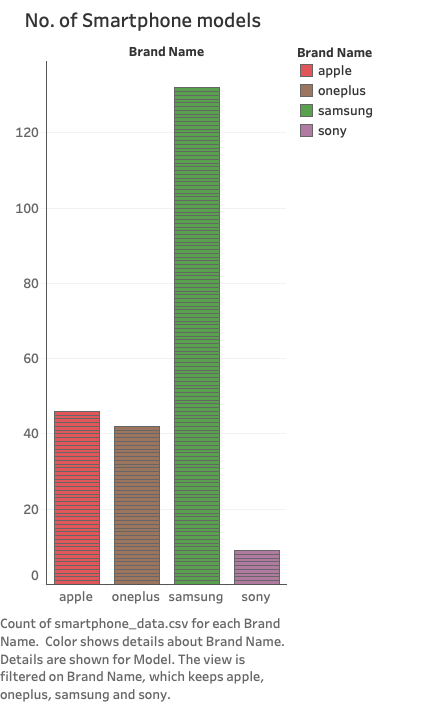 No. of Smartphone models
Brand Name
Brand Name
apple
oneplus
samsung
sony
120
100
80
60
40
20
0
apple oneplus samsung sony
Count of smartphone_data.csv for each Brand
Name.  Color shows details about Brand Name.
Details are shown for Model. The view is
filtered on Brand Name, which keeps apple,
oneplus, samsung and sony.